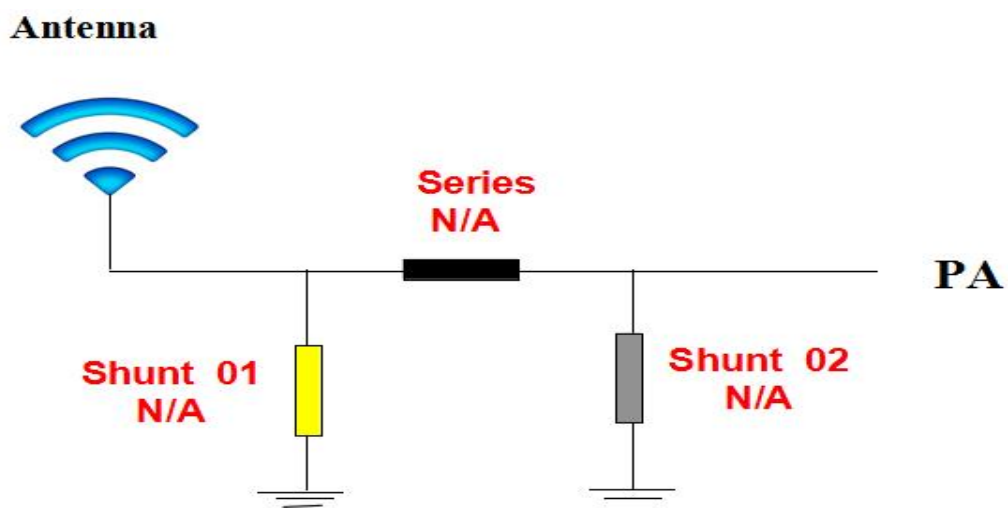 Antenna
Series
N/A
PA
Shunt 01
N/A
Shunt 02
N/A